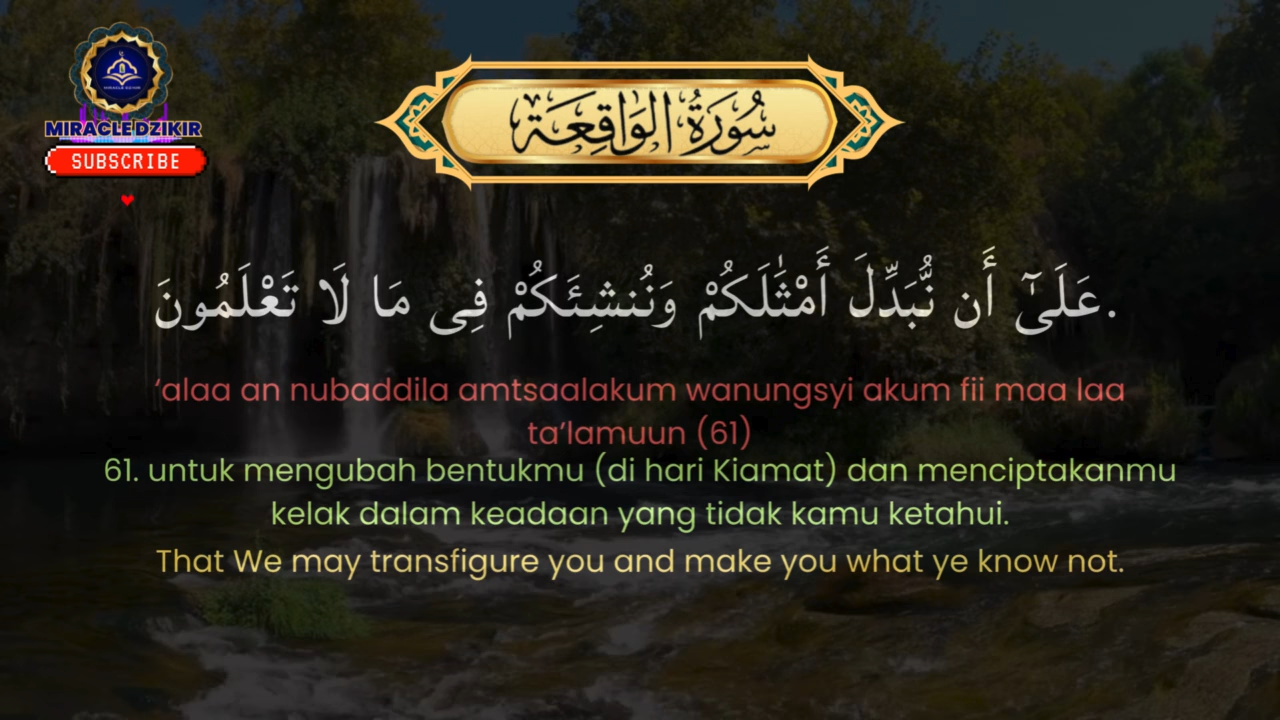 MIRACLE DZIKIR
SUBSCRIBE
سُورَةُ الوَاقِعَة
عَلَىٰٓ أَن نُّبَدِّلَ أَمْثَٰلَكُمْ وَنُنشِئَكُمْ فِى مَا لَا تَعْلَمُونَ.
‘alaa an nubaddila amtsaalakum wanungsyi akum fii maa laa
ta’lamuun (61)
61. untuk mengubah bentukmu (di hari Kiamat) dan menciptakanmu
kelak dalam keadaan yang tidak kamu ketahui.
That We may transfigure you and make you what ye know not.